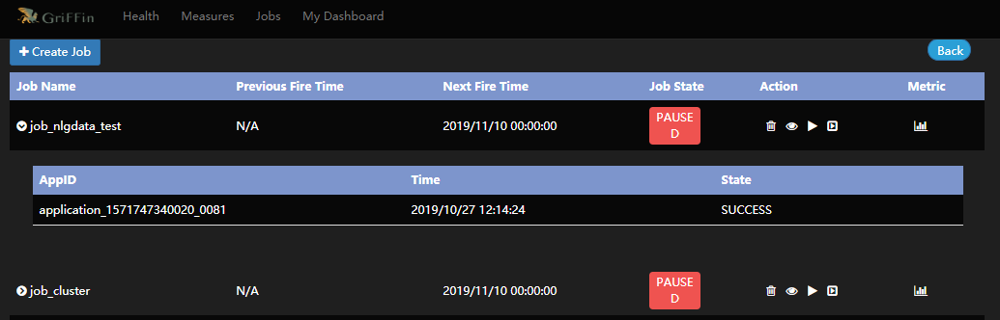 GriFFin Health Measures Jobs My Dashboard
Create Job Back
Job Name Previous Fire Time Next Fire Time Job State Action Metric
job_nlgdata_test N/A 2019/11/10 00:00:00 PAUSE
D
AppID Time State
application_1571747340020_0081 2019/10/27 12:14:24 SUCCESS
job_cluster N/A 2019/11/10 00:00:00 PAUSE
D